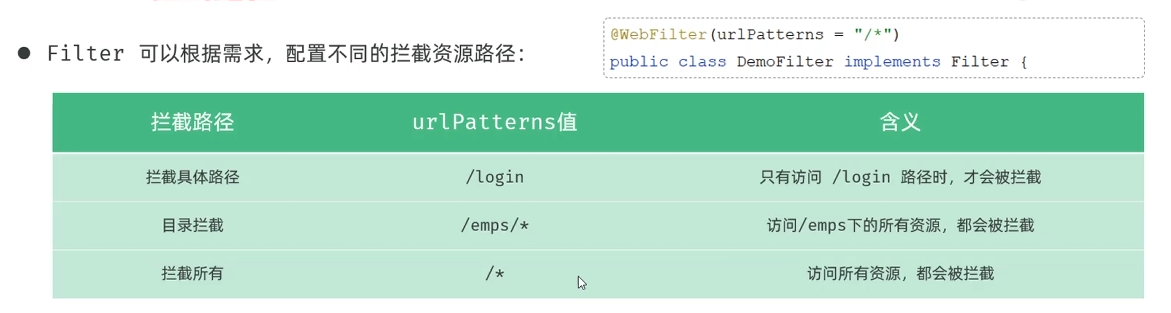 ● Filter 可以根据需求，配置不同的拦截资源路径：
@WebFilter(urlPatterns = "/*")
public class DemoFilter implements Filter {
拦截路径 urlPatterns值 含义
拦截具体路径 /login 只有访问 /login 路径时，才会被拦截
目录拦截 /emps/* 访问/emps下的所有资源，都会被拦截
拦截所有 /* 访问所有资源，都会被拦截